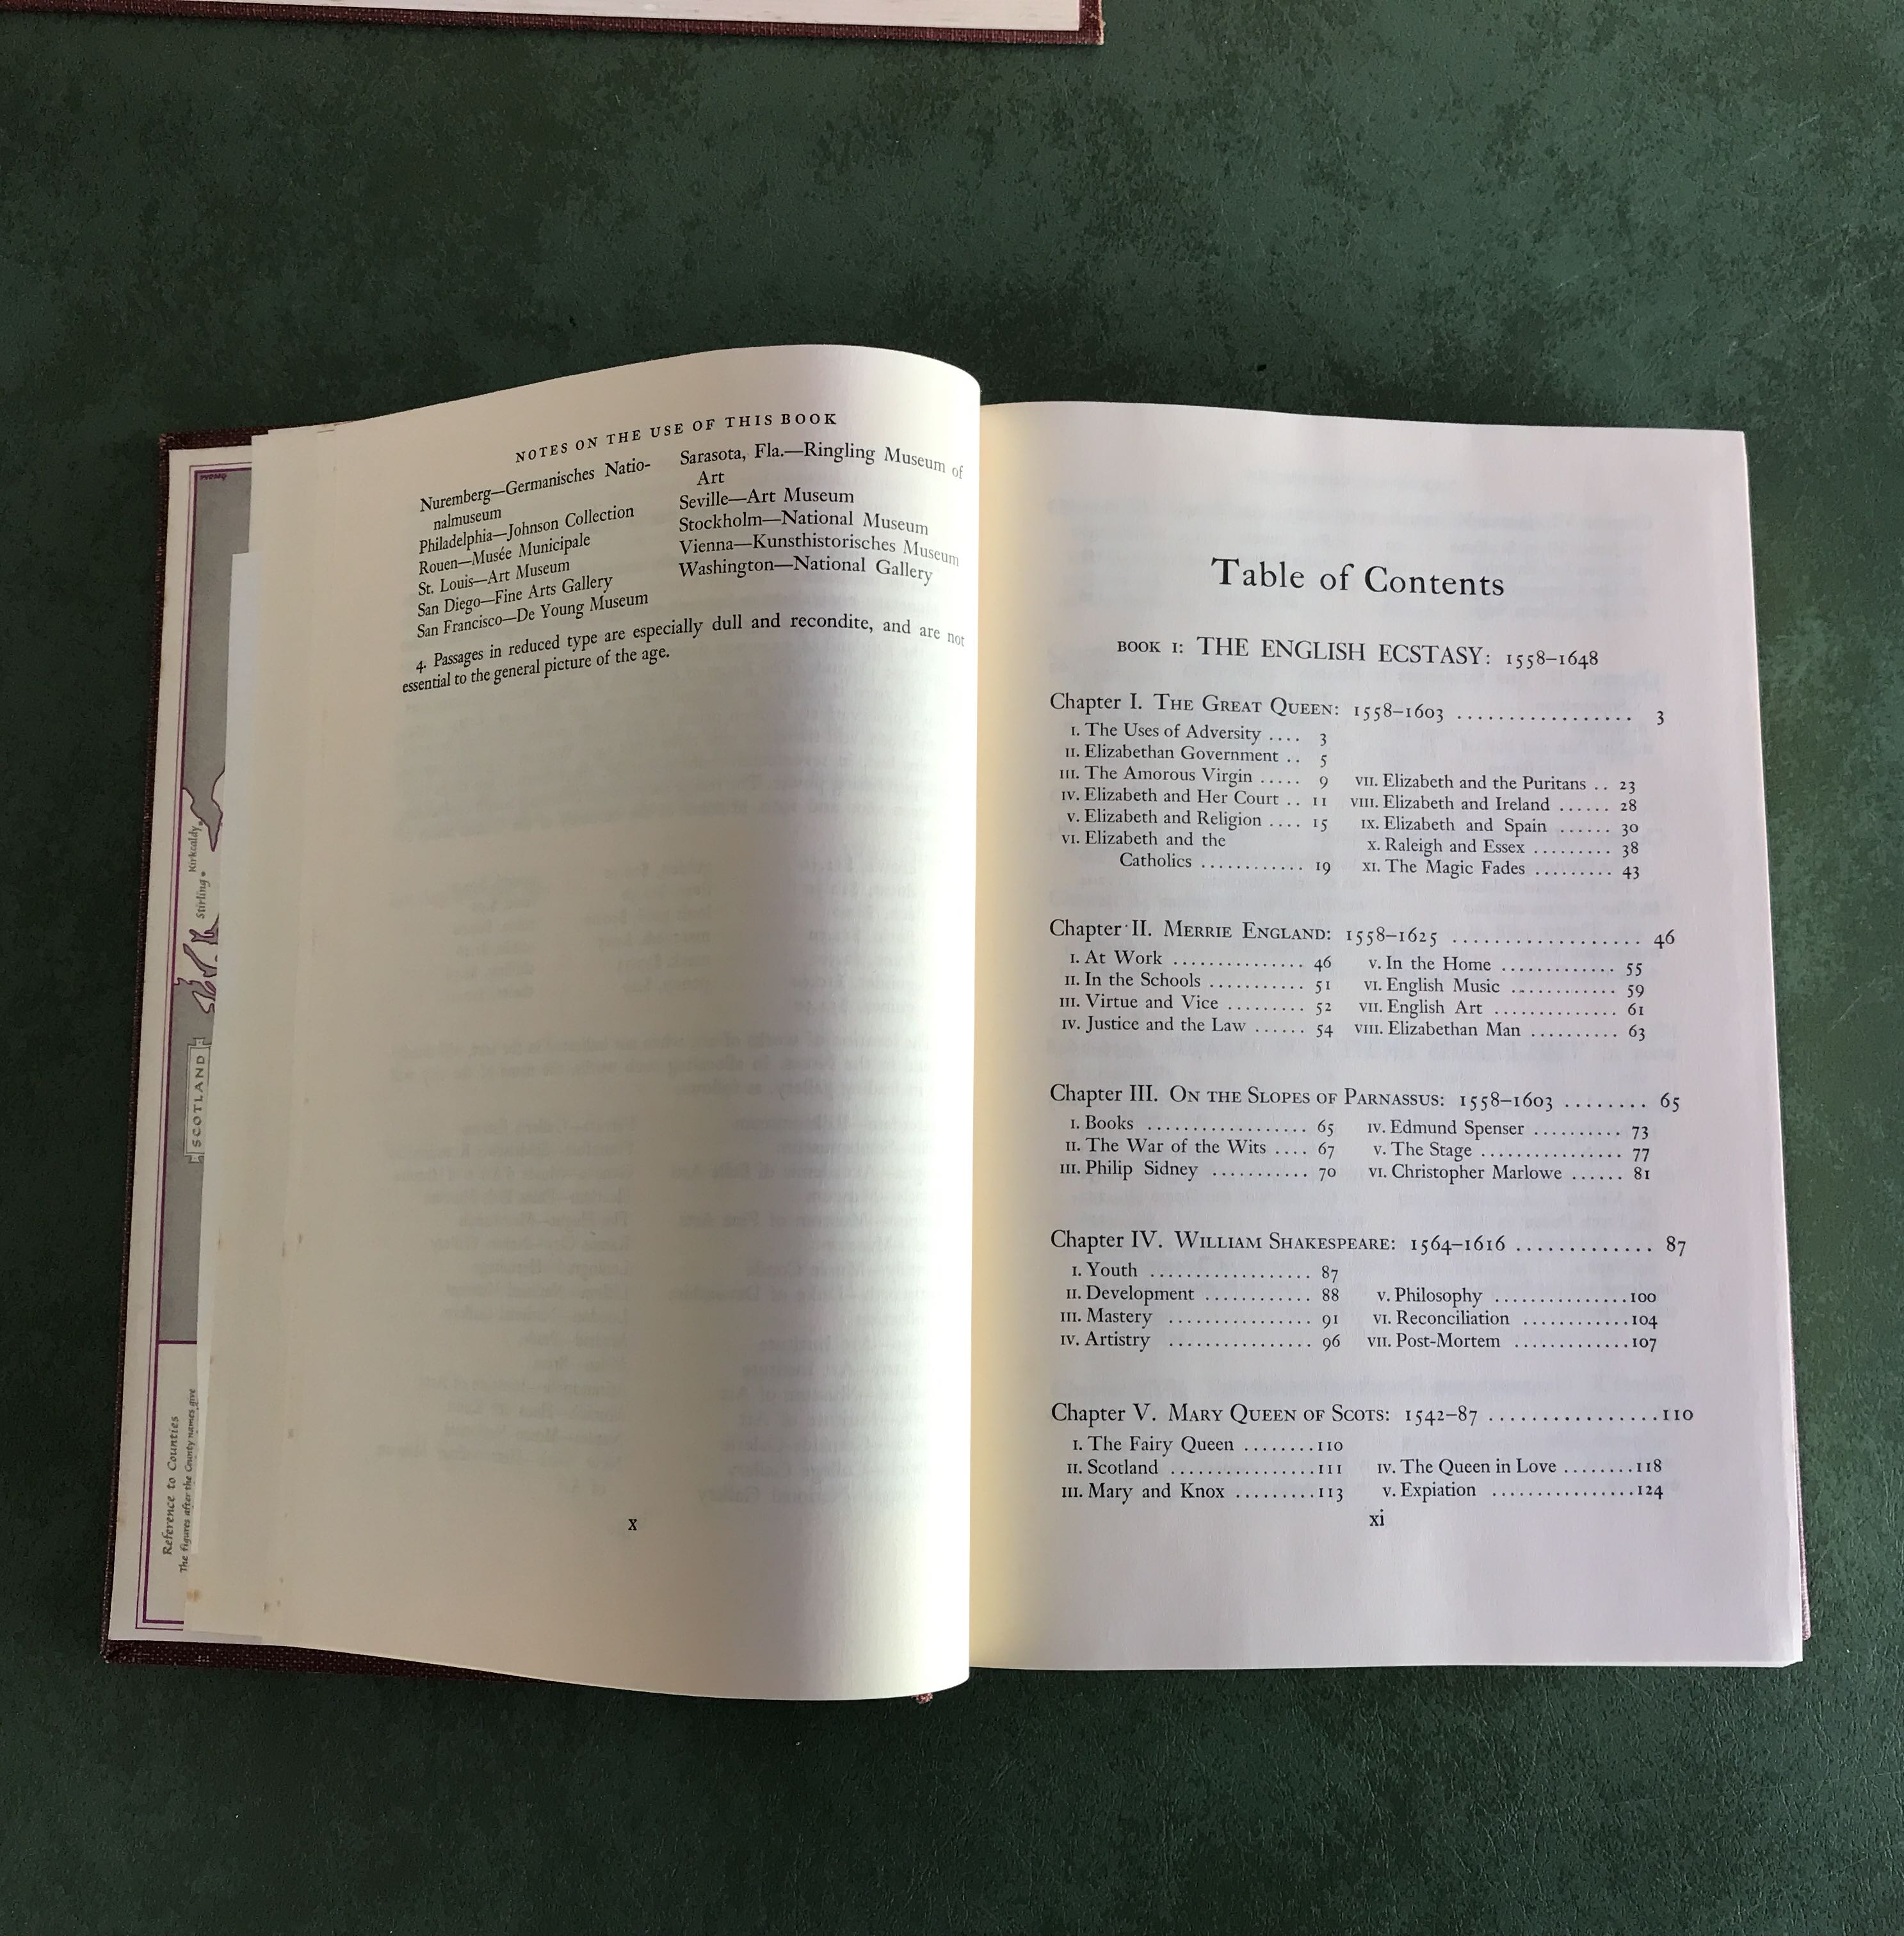 NOTES ON THE USE OF THIS BOOK
Nuremberg—Germanisches Natio-
nalmuseum
Philadelphia—Johnson Collection
Rouen—Musée Municipale
St. Louis—Art Museum
San Diego—Fine Arts Gallery
San Francisco—De Young Museum
Sarasota, Fla.—Ringling Museum of
Art
Seville—Art Museum
Stockholm—National Museum
Vienna—Kunsthistorisches Museum
Washington—National Gallery
4. Passages in reduced type are especially dull and recondite, and are not
essential to the general picture of the age.
x
Kirkcaldy
Stirling
SCOTLAND
Reference to Counties
The figures after the County names give
Table of Contents
BOOK I: THE ENGLISH ECSTASY: 1558–1648
Chapter I. THE GREAT QUEEN: 1558–1603 ................. 3
I. The Uses of Adversity .... 3
II. Elizabethan Government .. 5
III. The Amorous Virgin ..... 9
IV. Elizabeth and Her Court .. 11
V. Elizabeth and Religion .... 15
VI. Elizabeth and the
Catholics ............ 19
VII. Elizabeth and the Puritans .. 23
VIII. Elizabeth and Ireland ...... 28
IX. Elizabeth and Spain ...... 30
X. Raleigh and Essex ......... 38
XI. The Magic Fades ......... 43
Chapter II. MERRIE ENGLAND: 1558–1625 .................. 46
I. At Work ............... 46
II. In the Schools ............ 51
III. Virtue and Vice ......... 52
IV. Justice and the Law ...... 54
V. In the Home ............. 55
VI. English Music ............ 59
VII. English Art ............. 61
VIII. Elizabethan Man .......... 63
Chapter III. ON THE SLOPES OF PARNASSUS: 1558–1603 ........ 65
I. Books .................. 65
II. The War of the Wits .... 67
III. Philip Sidney ........... 70
IV. Edmund Spenser .......... 73
V. The Stage ................ 77
VI. Christopher Marlowe ...... 81
Chapter IV. WILLIAM SHAKESPEARE: 1564–1616 ............. 87
I. Youth .................. 87
II. Development ............ 88
III. Mastery ................ 91
IV. Artistry ................ 96
V. Philosophy ...............100
VI. Reconciliation ............104
VII. Post-Mortem .............107
Chapter V. MARY QUEEN OF SCOTS: 1542–87 ................110
I. The Fairy Queen ........110
II. Scotland .................111
III. Mary and Knox .........113
IV. The Queen in Love ........118
V. Expiation ................124
xi